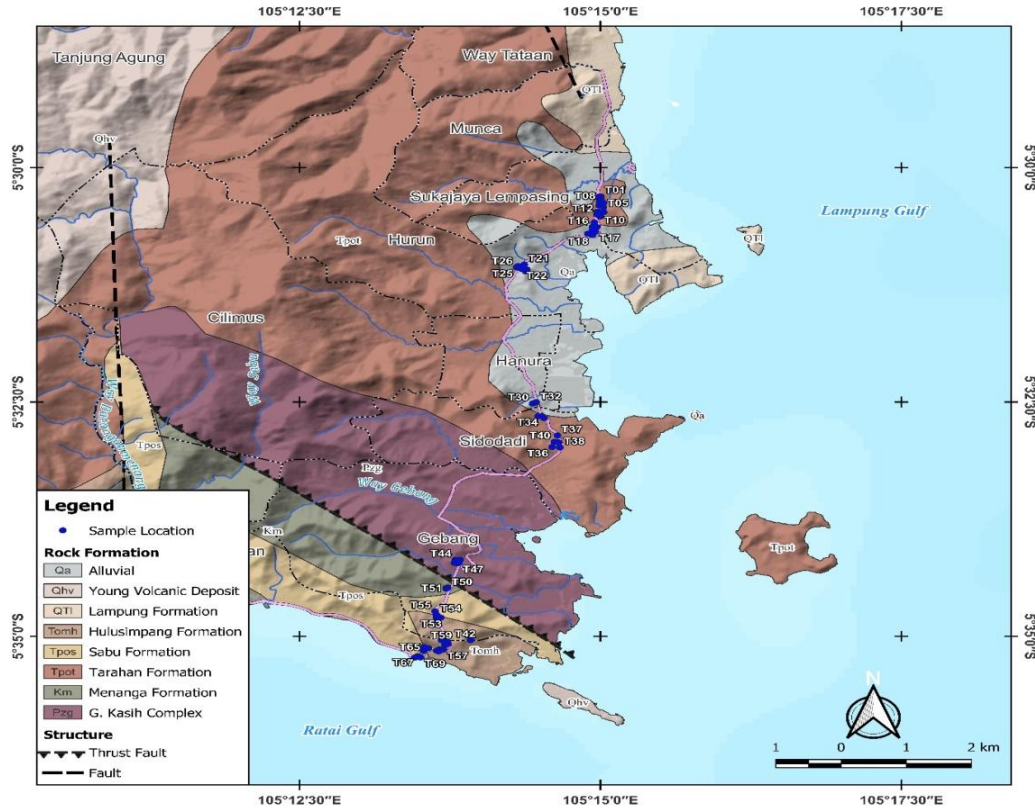 105°12'30"E
105°15'0"E
105°17'30"E
Tanjung Agung
Way Tataan
QTl
Munca
Qhv
5°30'0"S
5°30'0"S
Sukajaya Lempasing
T08
T01
T12
T05
T16
T10
T18
T17
Lampung Gulf
QTl
Hurun
Tpot
T26
T21
T25
T22
Qa
QTl
Cilimus
Hanura
5°32'30"S
5°32'30"S
T30
T32
T34
Qa
Sidodadi
T40
T37
T38
T36
Tpos
Pzg
Way Gebang
Km
Gebang
T44
T47
Tpot
T50
T51
an
Tpos
T55
T54
T53
T59
T42
T65
T57
T67
T69
Tomh
5°35'0"S
Qhv
Ratai Gulf
N
1 0 1 2 km
Legend
Sample Location
Rock Formation
Qa Alluvial
Qhv Young Volcanic Deposit
QTl Lampung Formation
Tomh Hulusimpang Formation
Tpos Sabu Formation
Tpot Tarahan Formation
Km Menanga Formation
Pzg G. Kasih Complex
Structure
Thrust Fault
Fault
105°12'30"E
105°15'0"E
105°17'30"E